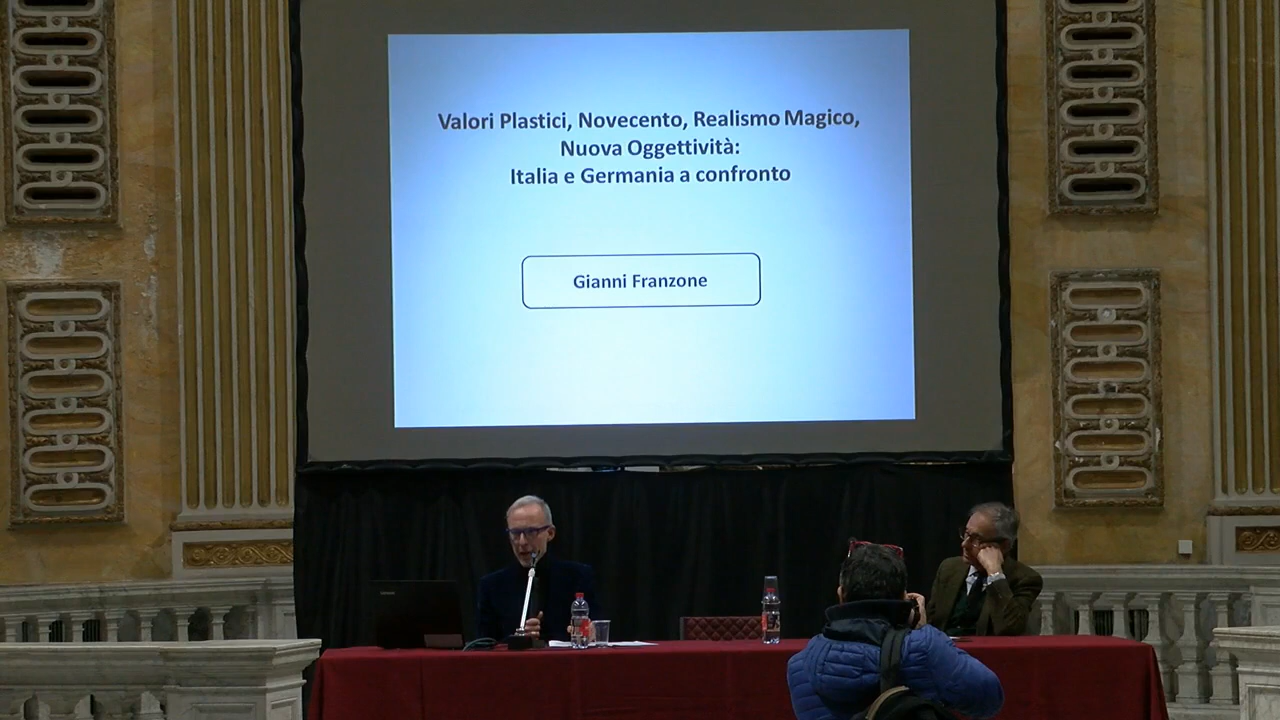 Valori Plastici, Novecento, Realismo Magico,
Nuova Oggettività:
Italia e Germania a confronto
Gianni Franzone